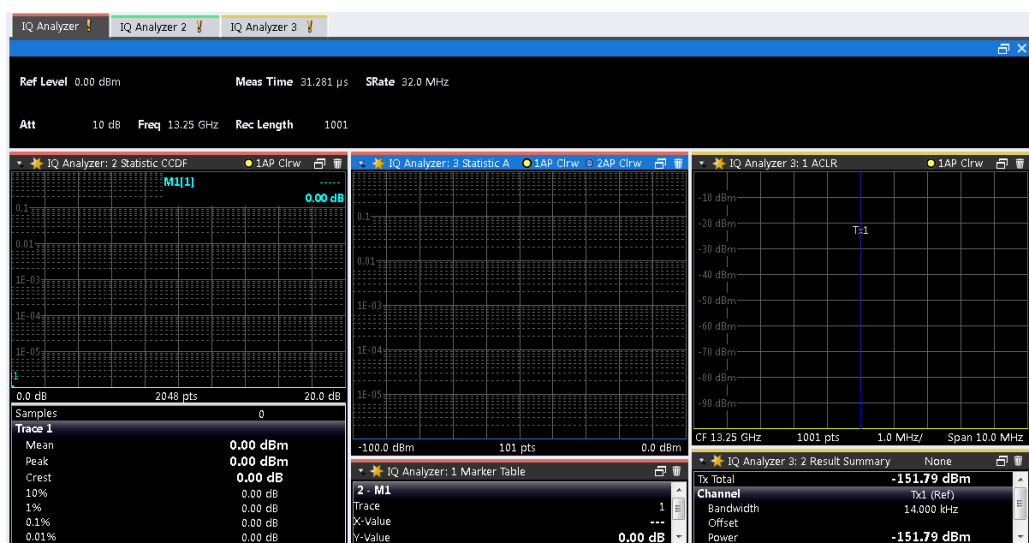 IQ Analyzer IQ Analyzer 2 IQ Analyzer 3
Ref Level 0.00 dBm Meas Time 31.281 µs SRate 32.0 MHz
Att 10 dB Freq 13.25 GHz Rec Length 1001
IQ Analyzer: 2 Statistic CCDF 1AP Clrw
M1[1] -----
0.00 dB
0.1
0.01
1E-03
1E-04
1E-05
1
0.0 dB 2048 pts 20.0 dB
Samples 0
Trace 1
Mean 0.00 dBm
Peak 0.00 dBm
Crest 0.00 dB
10% 0.00 dB
1% 0.00 dB
0.1% 0.00 dB
0.01% 0.00 dB
IQ Analyzer: 3 Statistic A 1AP Clrw 2AP Clrw
0.1
0.01
1E-03
1E-04
1E-05
-100.0 dBm 101 pts 0.0 dBm
IQ Analyzer: 1 Marker Table
2 - M1
Trace 1
X-Value ---
Y-Value 0.00 dB
IQ Analyzer 3: 1 ACLR 1AP Clrw
-10 dBm
Tx1
-20 dBm
-30 dBm
-40 dBm
-50 dBm
-60 dBm
-70 dBm
-80 dBm
-90 dBm
CF 13.25 GHz 1001 pts 1.0 MHz/ Span 10.0 MHz
IQ Analyzer 3: 2 Result Summary None
Tx Total -151.79 dBm
Channel Tx1 (Ref)
Bandwidth 14.000 kHz
Offset
Power -151.79 dBm